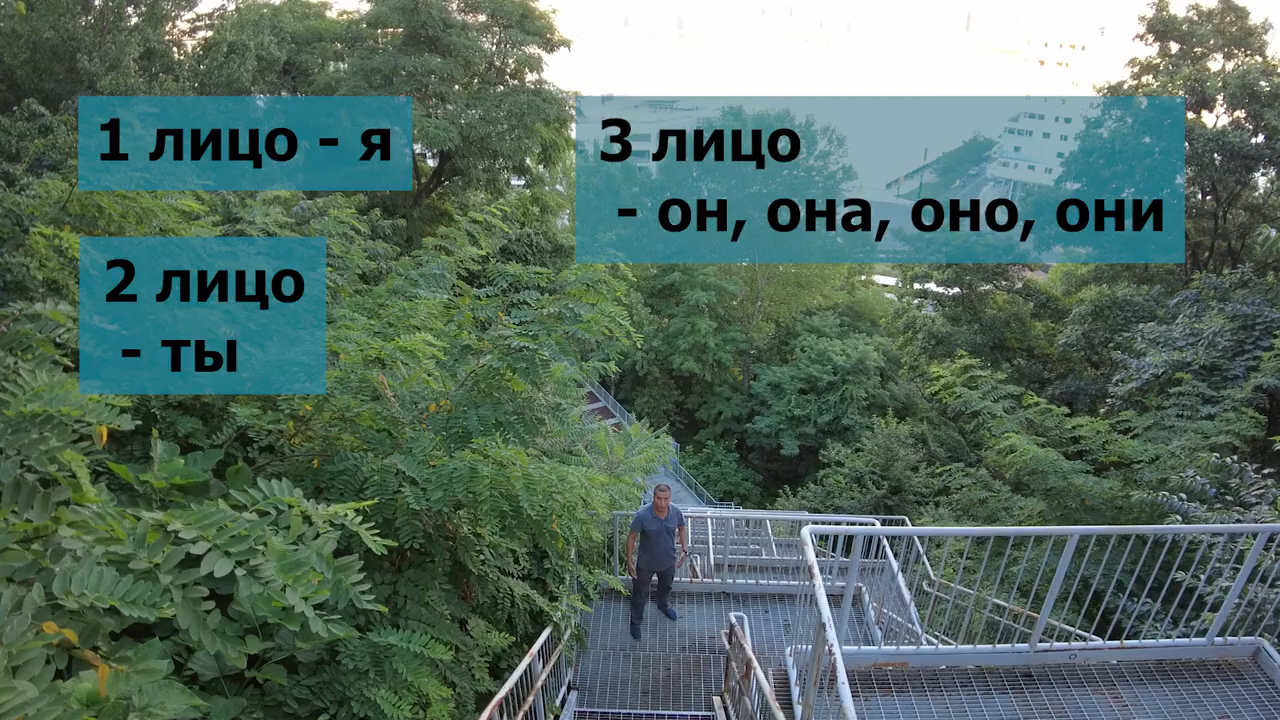 1 лицо - я
2 лицо
- ты
3 лицо
- он, она, оно, они